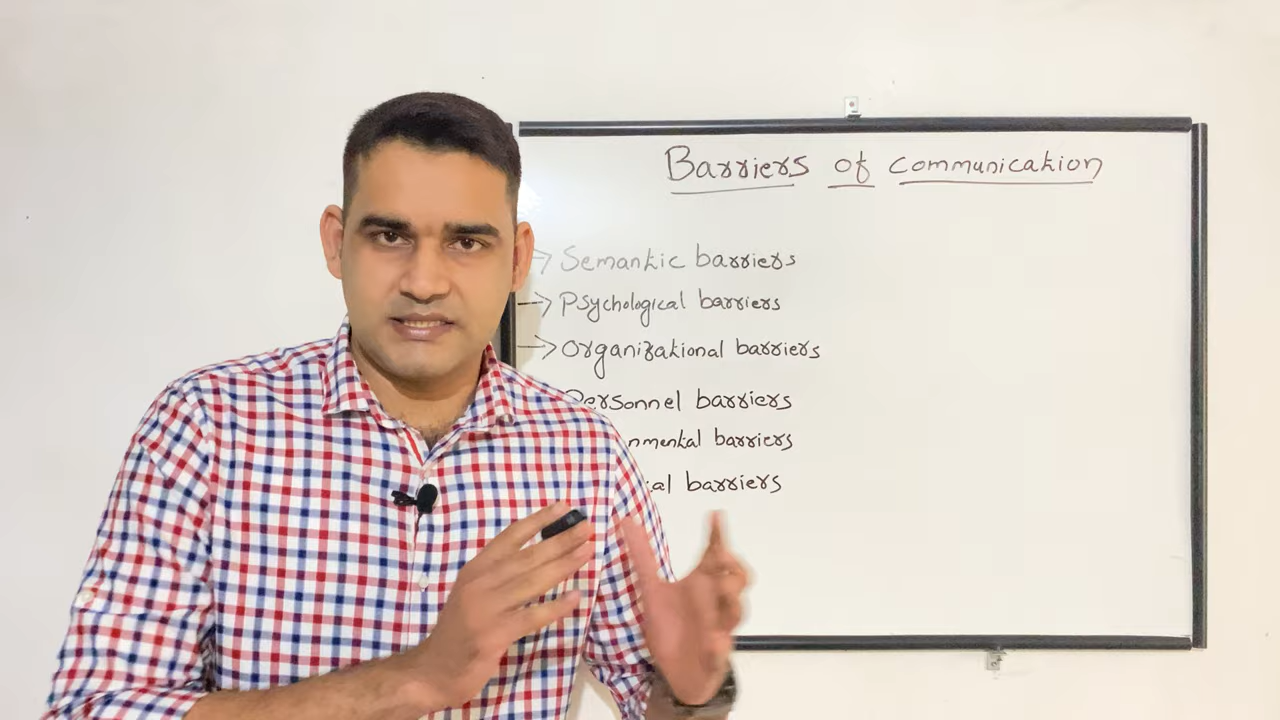 Barriers of communication
→ Semantic barriers
→ Psychological barriers
→ Organizational barriers
Personnel barriers
barriers
barriers